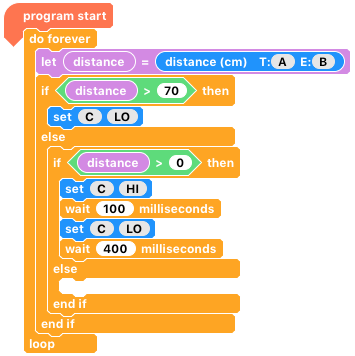 program start
do forever
let distance = distance (cm) T: A E: B
if distance > 70 then
set C LO
else
if distance > 0 then
set C HI
wait 100 milliseconds
set C LO
wait 400 milliseconds
else
end if
end if
loop